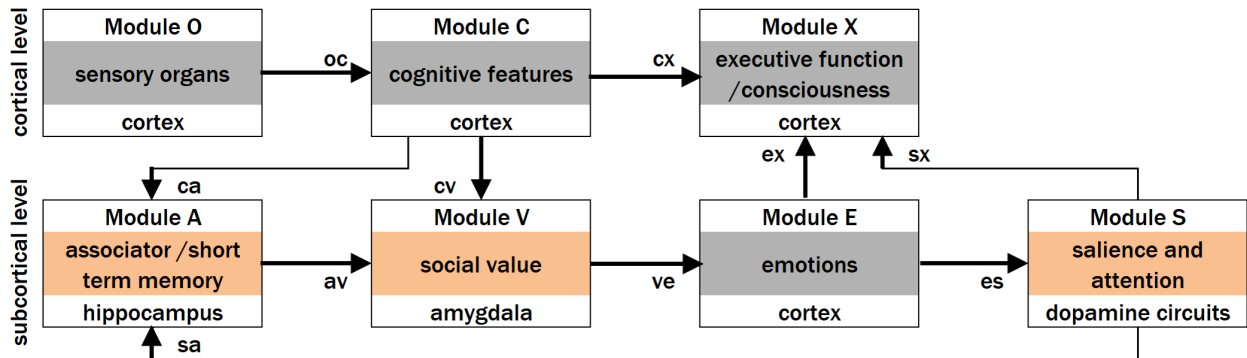 cortical level
Module O
sensory organs
cortex
oc
Module C
cognitive features
cortex
cx
Module X
executive function
/consciousness
cortex
ca
cv
ex
sx
subcortical level
Module A
associator /short
term memory
hippocampus
av
Module V
social value
amygdala
ve
Module E
emotions
cortex
es
Module S
salience and
attention
dopamine circuits
sa